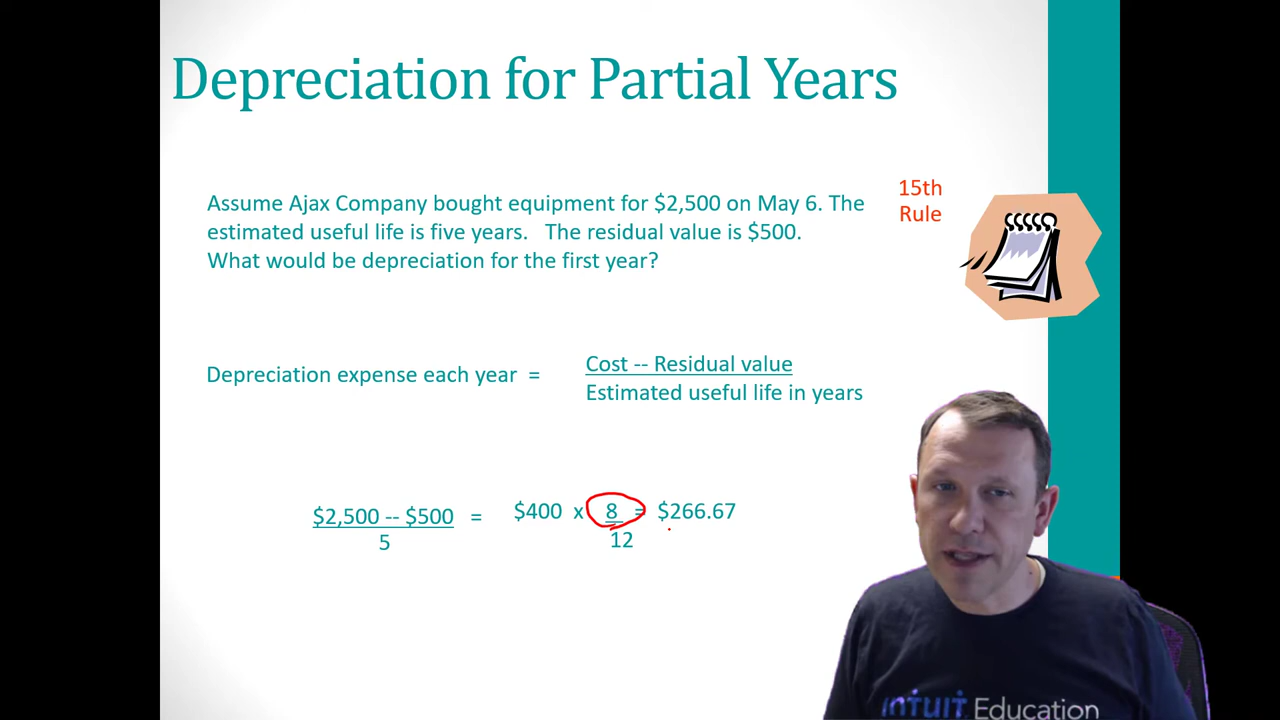 Depreciation for Partial Years
Assume Ajax Company bought equipment for $2,500 on May 6. The
estimated useful life is five years. The residual value is $500.
What would be depreciation for the first year?
15th
Rule
Depreciation expense each year =
Cost -- Residual value
Estimated useful life in years
$2,500 -- $500 =
5
$400 x 8 = $266.67
12
intuit Education